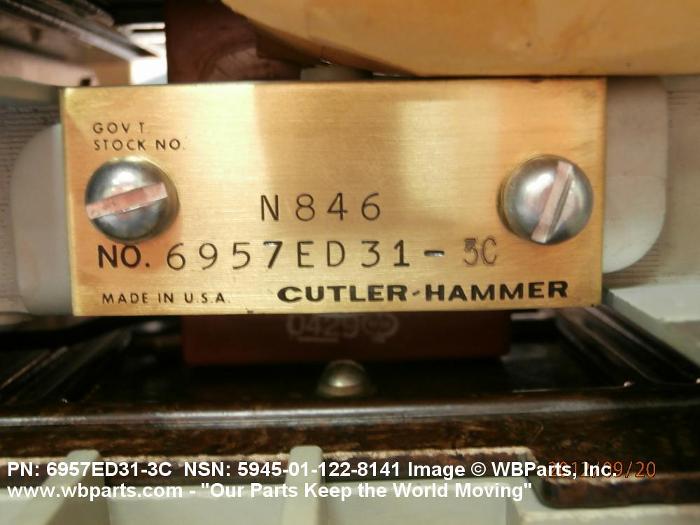 GOV'T.
STOCK NO.
N846
NO. 6957ED31-3C
MADE IN U.S.A. CUTLER-HAMMER
0429
PN: 6957ED31-3C NSN: 5945-01-122-8141 Image © WBParts, Inc.
www.wbparts.com - "Our Parts Keep the World Moving"